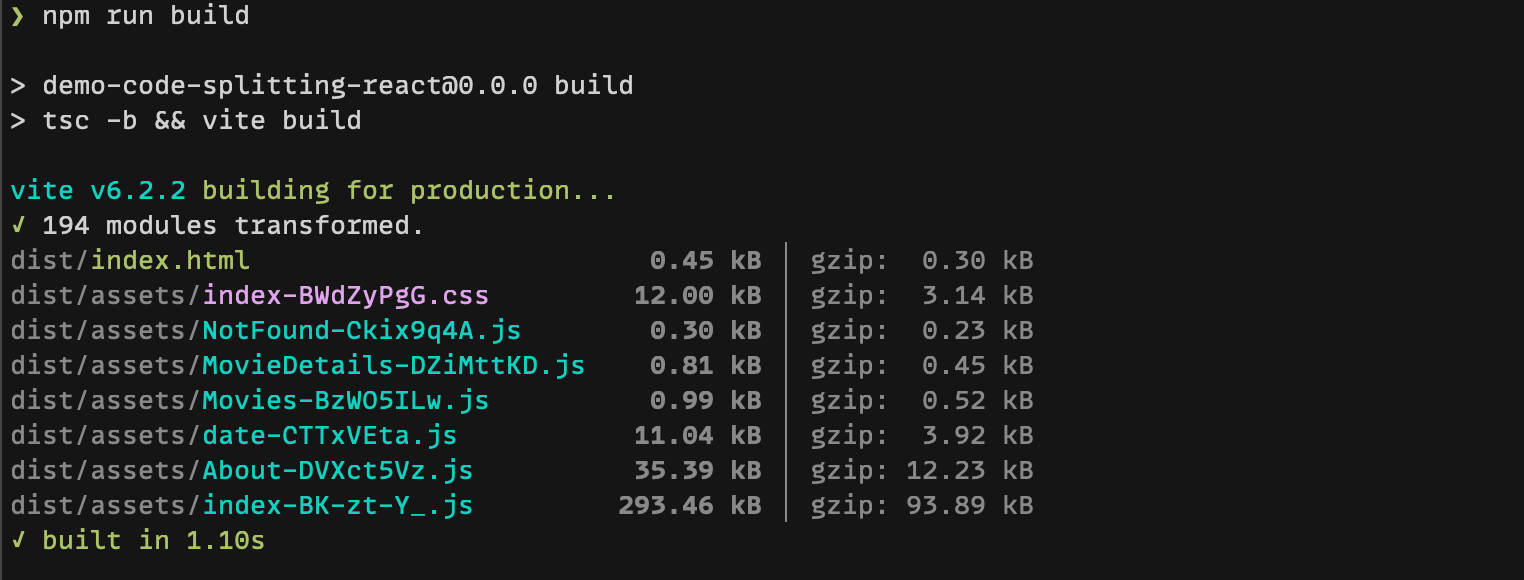 ❯ npm run build
> demo-code-splitting-react@0.0.0 build
> tsc -b && vite build
vite v6.2.2 building for production...
✓ 194 modules transformed.
dist/index.html 0.45 kB │ gzip: 0.30 kB
dist/assets/index-BWdZyPgG.css 12.00 kB │ gzip: 3.14 kB
dist/assets/NotFound-Ckix9q4A.js 0.30 kB │ gzip: 0.23 kB
dist/assets/MovieDetails-DZiMttKD.js 0.81 kB │ gzip: 0.45 kB
dist/assets/Movies-BzWO5ILw.js 0.99 kB │ gzip: 0.52 kB
dist/assets/date-CTTxVEta.js 11.04 kB │ gzip: 3.92 kB
dist/assets/About-DVXct5Vz.js 35.39 kB │ gzip: 12.23 kB
dist/assets/index-BK-zt-Y_.js 293.46 kB │ gzip: 93.89 kB
✓ built in 1.10s